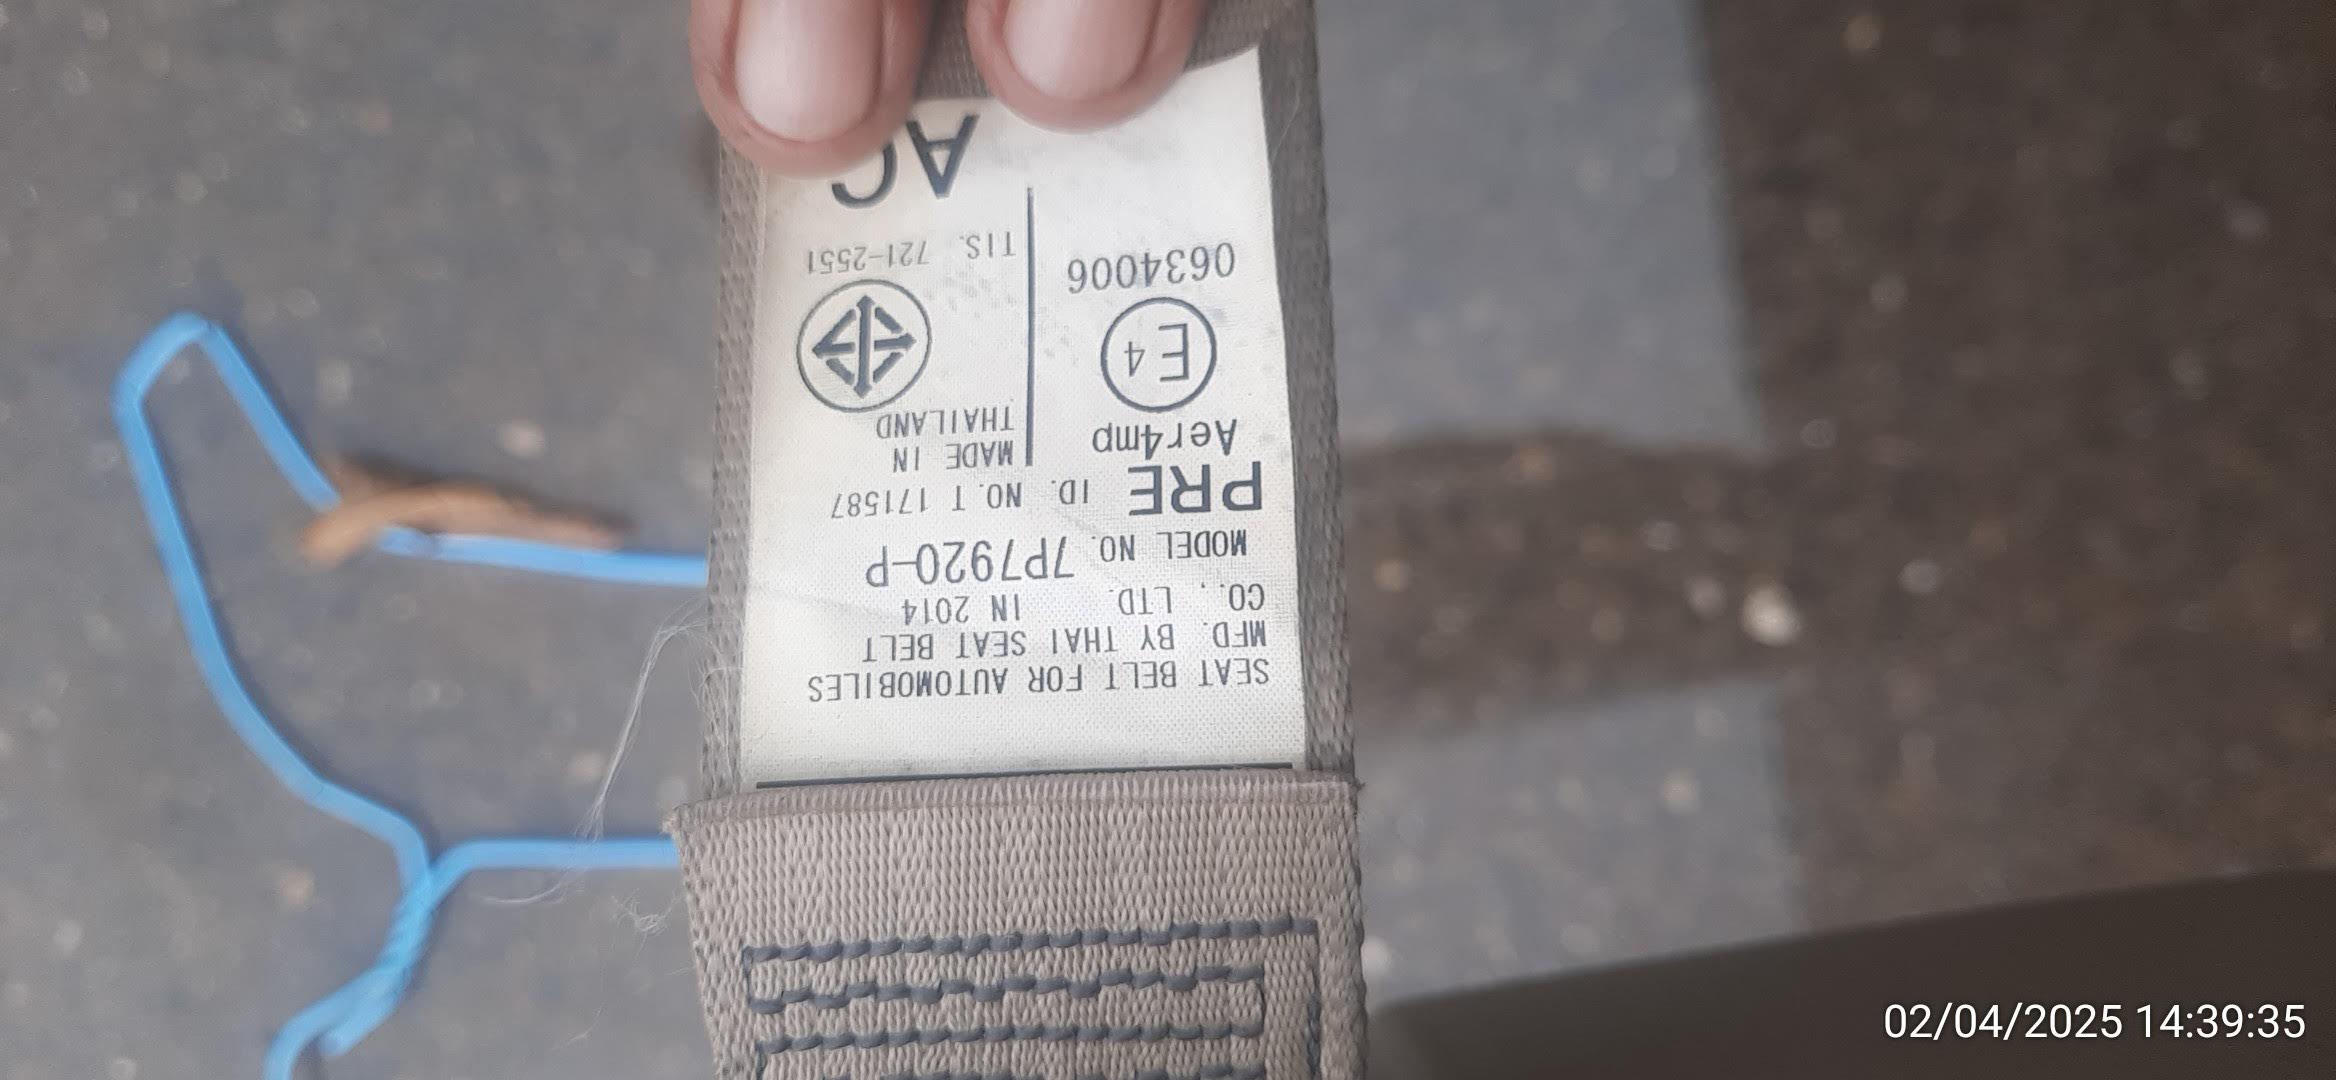 SEAT BELT FOR AUTOMOBILES
MFD. BY THAI SEAT BELT
CO., LTD. IN 2014
MODEL NO. 7P7920-P
PRE ID. NO. T 171587
Aer4mp
E4
0634006
MADE IN
THAILAND
TIS. 721-2551
AC
02/04/2025 14:39:35